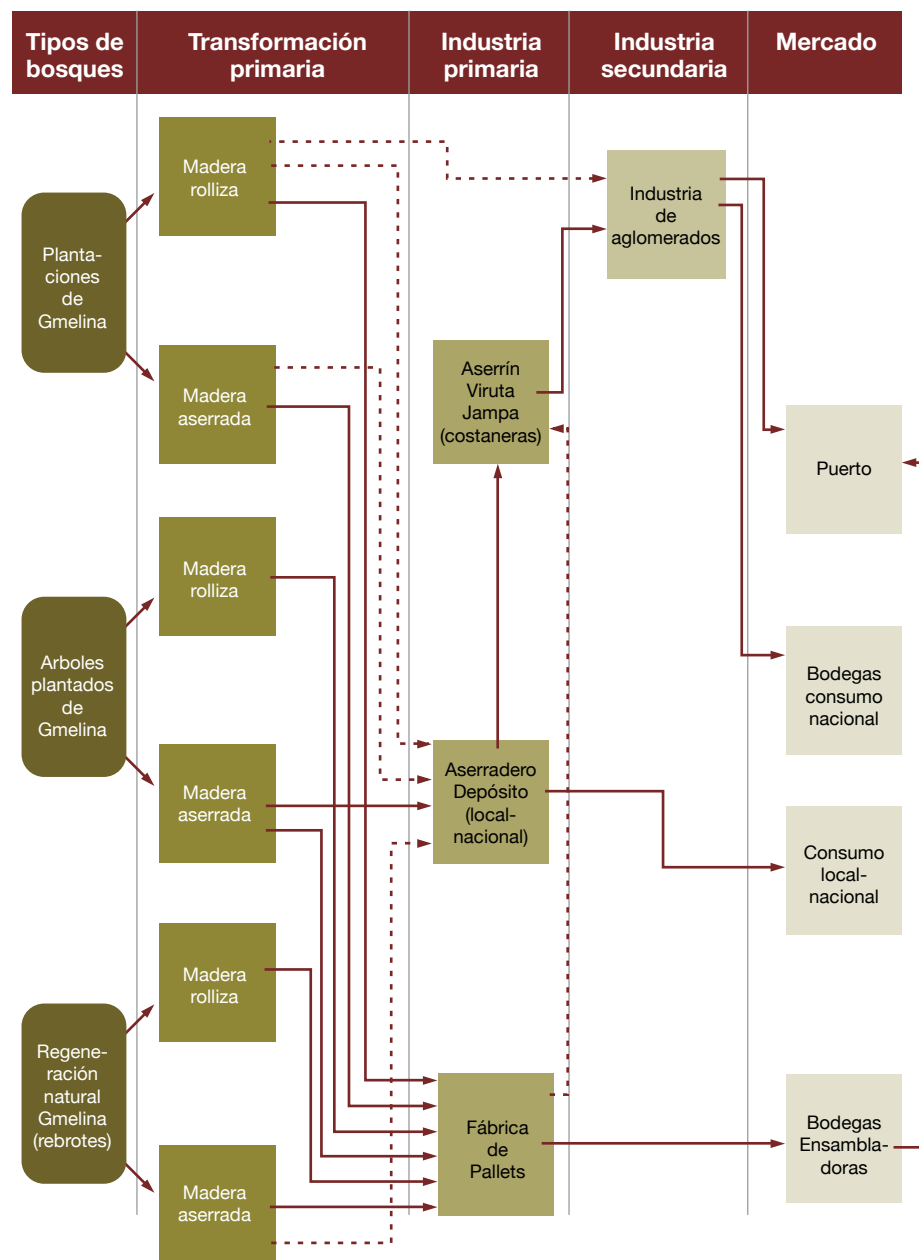 Tipos de
bosques
Transformación
primaria
Industria
primaria
Industria
secundaria
Mercado
Planta-
ciones
de
Gmelina
Madera
rolliza
Madera
aserrada
Industria
de
aglomerados
Aserrín
Viruta
Jampa
(costaneras)
Puerto
Arboles
plantados
de
Gmelina
Madera
rolliza
Madera
aserrada
Aserradero
Depósito
(local-
nacional)
Bodegas
consumo
nacional
Consumo
local-
nacional
Regene-
ración
natural
Gmelina
(rebrotes)
Madera
rolliza
Madera
aserrada
Fábrica
de
Pallets
Bodegas
Ensambla-
doras